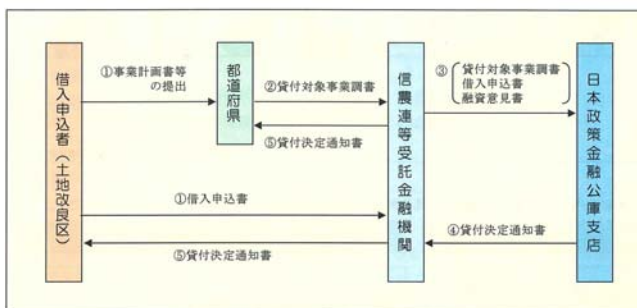 借入申込者（土地改良区）
①事業計画書等
の提出
都道府県
②貸付対象事業調書
⑤貸付決定通知書
信農連等受託金融機関
③
貸付対象事業調書
借入申込書
融資意見書
日本政策金融公庫支店
①借入申込書
④貸付決定通知書
⑤貸付決定通知書